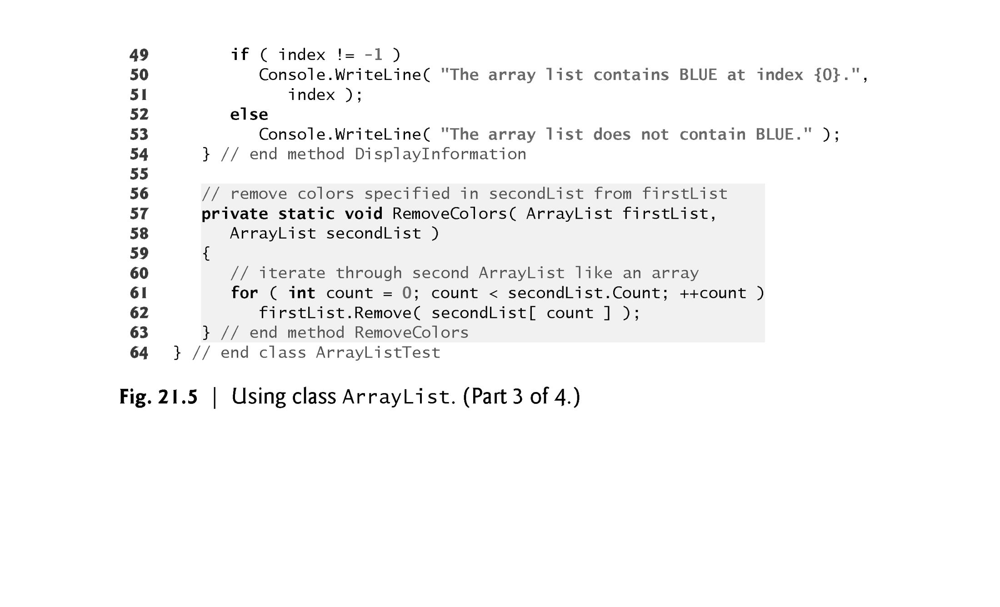 49 if ( index != -1 )
50 Console.WriteLine( "The array list contains BLUE at index {0}.",
51 index );
52 else
53 Console.WriteLine( "The array list does not contain BLUE." );
54 } // end method DisplayInformation
55
56 // remove colors specified in secondList from firstList
57 private static void RemoveColors( ArrayList firstList,
58 ArrayList secondList )
59 {
60 // iterate through second ArrayList like an array
61 for ( int count = 0; count < secondList.Count; ++count )
62 firstList.Remove( secondList[ count ] );
63 } // end method RemoveColors
64 } // end class ArrayListTest
Fig. 21.5 | Using class ArrayList. (Part 3 of 4.)